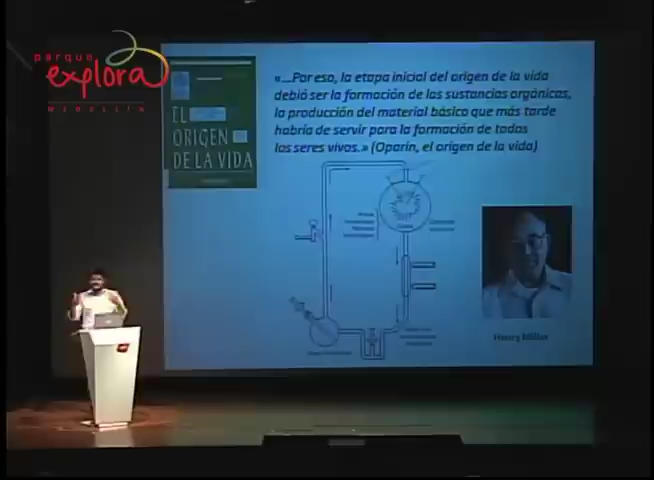 parque
explora
MEDELLÍN
EL
ORIGEN
DE LA VIDA
«...Por eso, la etapa inicial del origen de la vida
debió ser la formación de las sustancias orgánicas,
la producción del material básico que más tarde
habría de servir para la formación de todos
los seres vivos.» (Oparin, el origen de la vida)
Henry Miller